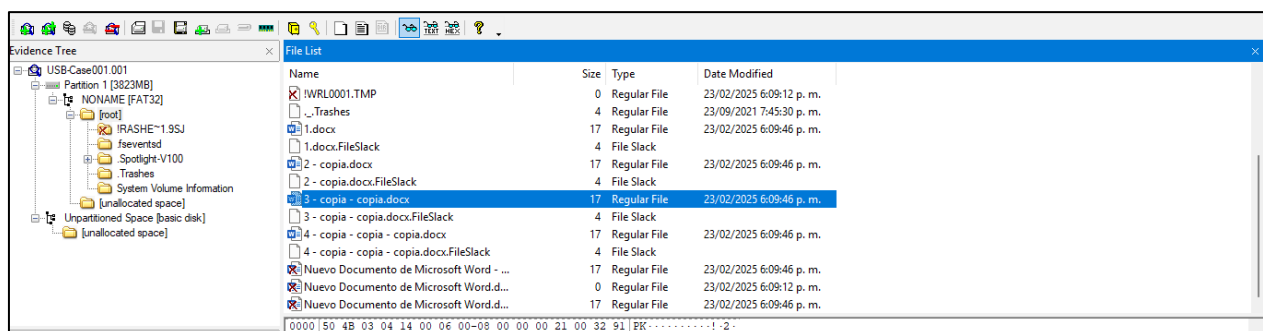 TEXT HEX
Evidence Tree
USB-Case001.001
Partition 1 [3823MB]
NONAME [FAT32]
[root]
!RASHE~1.9SJ
.fseventsd
.Spotlight-V100
.Trashes
System Volume Information
[unallocated space]
Unpartitioned Space [basic disk]
[unallocated space]
File List
Name Size Type Date Modified
!WRL0001.TMP 0 Regular File 23/02/2025 6:09:12 p. m.
._.Trashes 4 Regular File 23/09/2021 7:45:30 p. m.
1.docx 17 Regular File 23/02/2025 6:09:46 p. m.
1.docx.FileSlack 4 File Slack
2 - copia.docx 17 Regular File 23/02/2025 6:09:46 p. m.
2 - copia.docx.FileSlack 4 File Slack
3 - copia - copia.docx 17 Regular File 23/02/2025 6:09:46 p. m.
3 - copia - copia.docx.FileSlack 4 File Slack
4 - copia - copia - copia.docx 17 Regular File 23/02/2025 6:09:46 p. m.
4 - copia - copia - copia.docx.FileSlack 4 File Slack
Nuevo Documento de Microsoft Word - ... 17 Regular File 23/02/2025 6:09:46 p. m.
Nuevo Documento de Microsoft Word.d... 0 Regular File 23/02/2025 6:09:12 p. m.
Nuevo Documento de Microsoft Word.d... 17 Regular File 23/02/2025 6:09:46 p. m.
0000 50 4B 03 04 14 00 06 00-08 00 00 00 21 00 32 91 PK··········!·2·